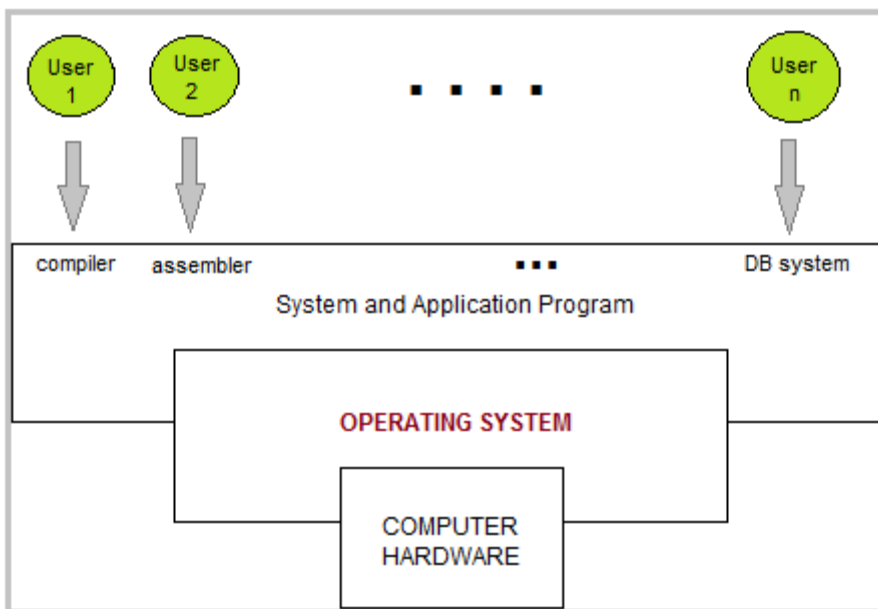 User
1
User
2
User
n
compiler assembler ... DB system
System and Application Program
OPERATING SYSTEM
COMPUTER
HARDWARE